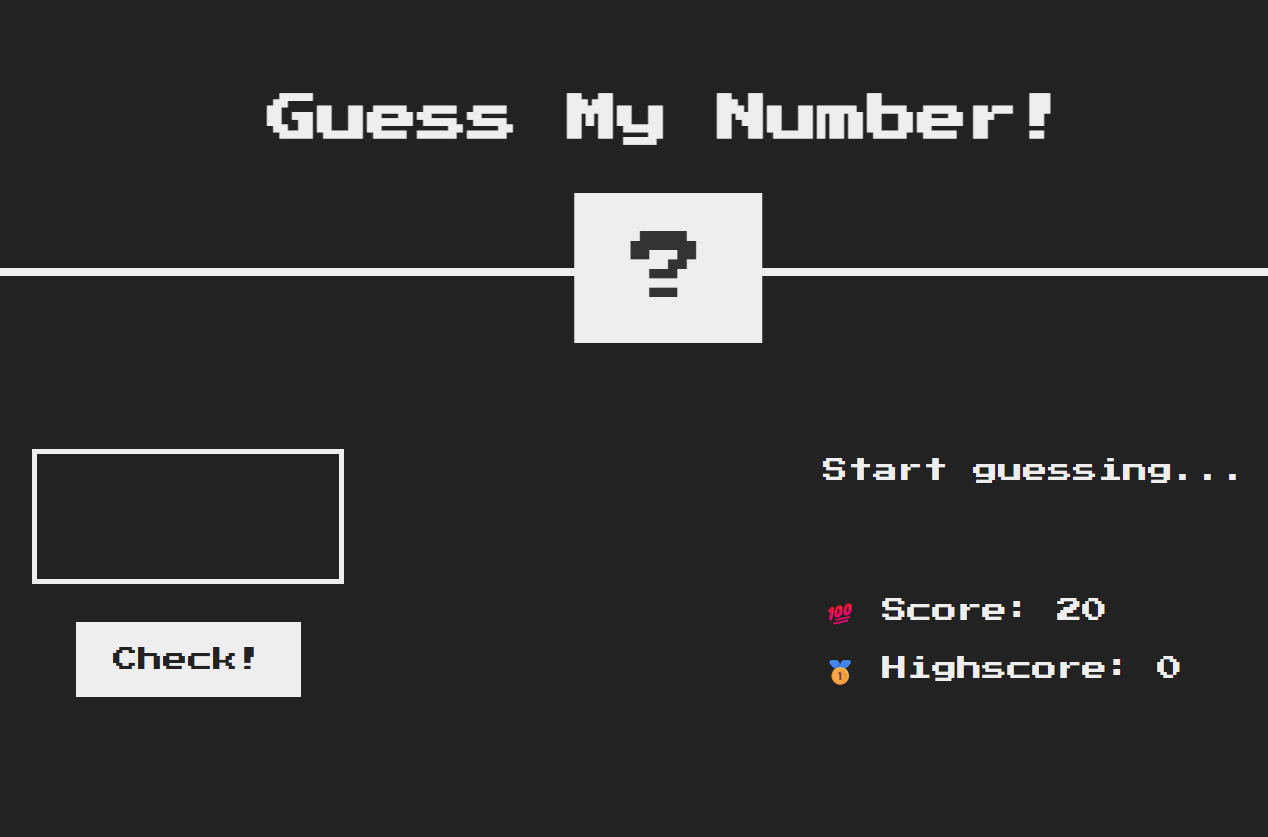 Guess My Number!
?
Start guessing...
Check!
💯 Score: 20
🥇 Highscore: 0